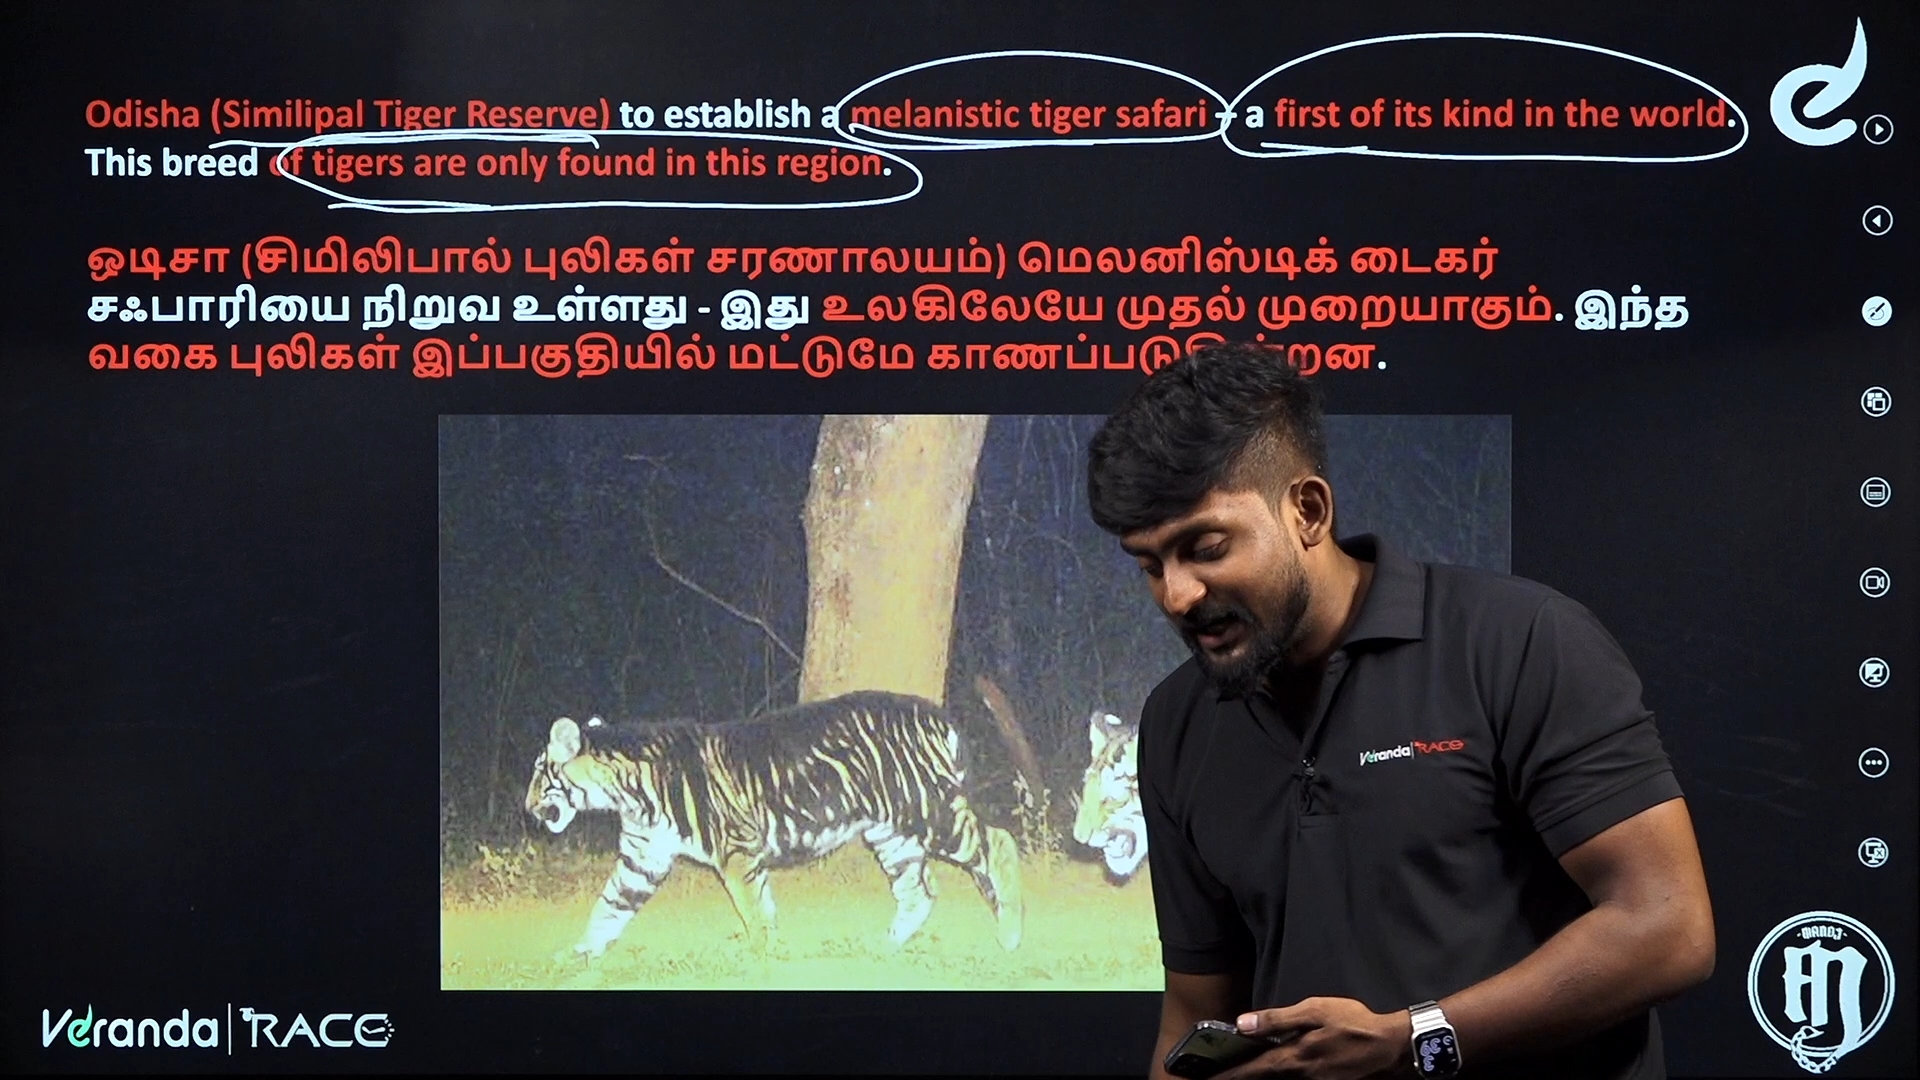 Odisha (Similipal Tiger Reserve) to establish a melanistic tiger safari - a first of its kind in the world.
This breed of tigers are only found in this region.
ஒடிசா (சிமிலிபால் புலிகள் சரணாலயம்) மெலனிஸ்டிக் டைகர்
சஃபாரியை நிறுவ உள்ளது - இது உலகிலேயே முதல் முறையாகும். இந்த
வகை புலிகள் இப்பகுதியில் மட்டுமே
Veranda RACE
Veranda RACE
-MANOJ-